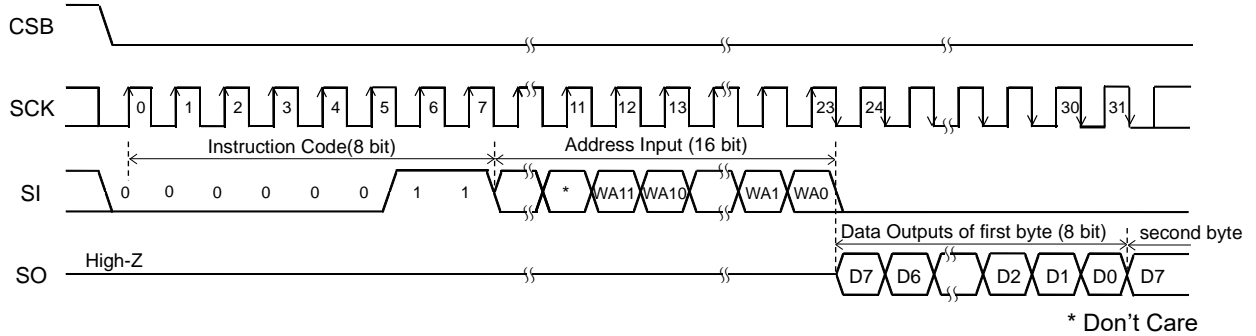 CSB
SCK 0 1 2 3 4 5 6 7 11 12 13 23 24 30 31
Instruction Code(8 bit) Address Input (16 bit)
SI 0 0 0 0 0 0 1 1 * WA11 WA10 WA1 WA0
Data Outputs of first byte (8 bit) second byte
High-Z
SO D7 D6 D2 D1 D0 D7
* Don't Care